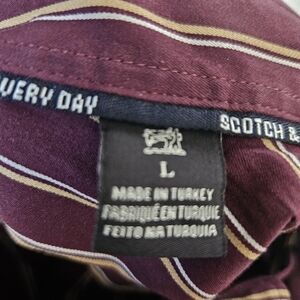 VERY DAY
SCOTCH &
L
MADE IN TURKEY
FABRIQUÉ EN TURQUIE
FEITO NA TURQUIA